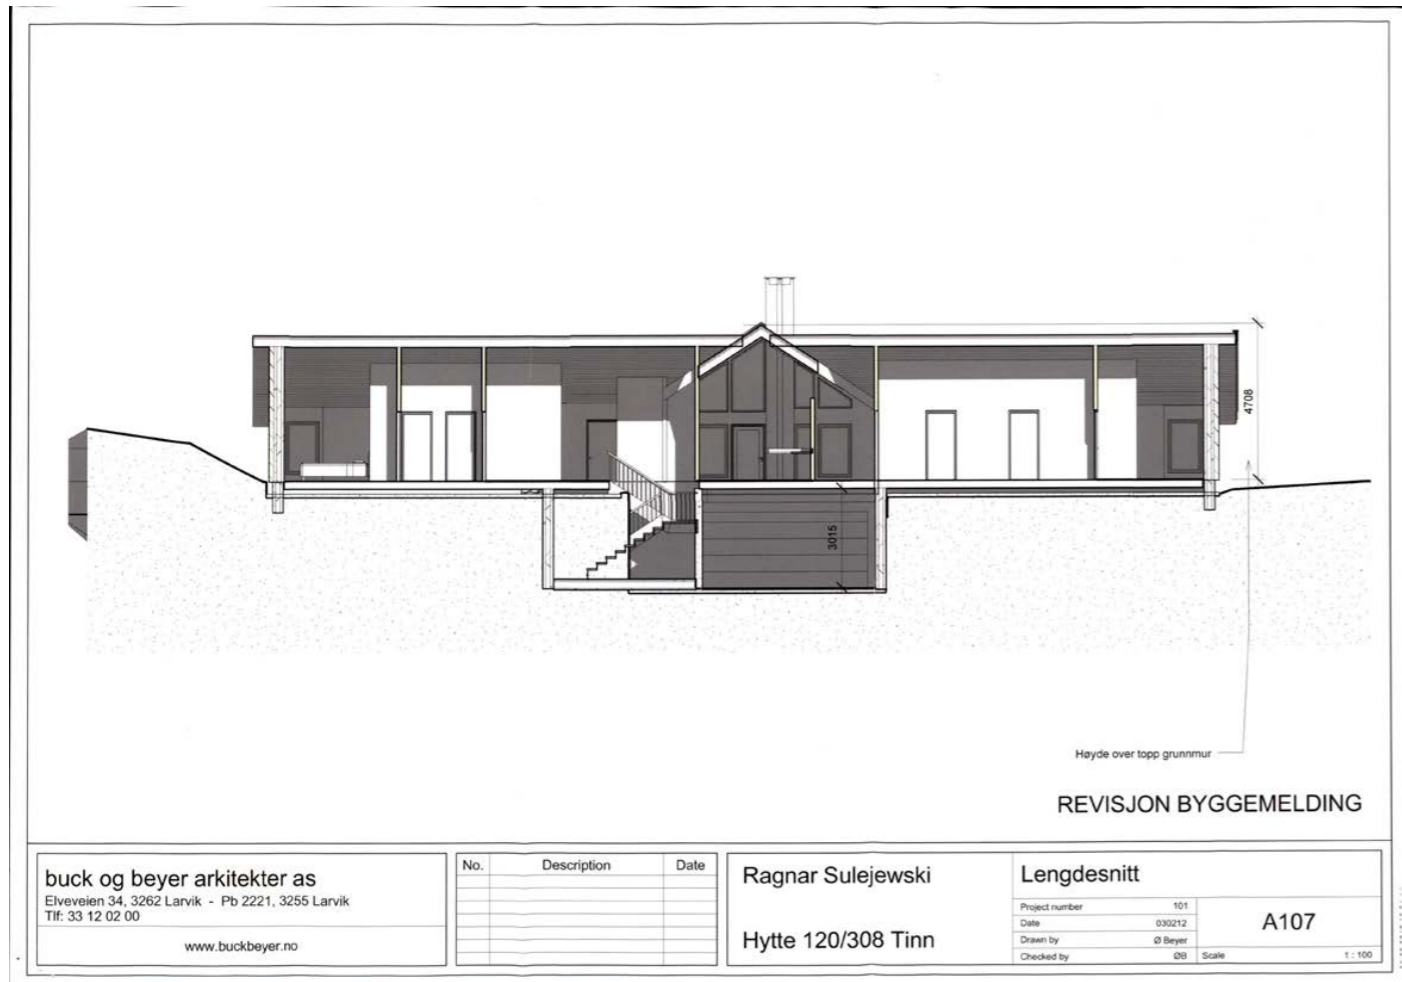 4708
3015
Høyde over topp grunnmur
REVISJON BYGGEMELDING
buck og beyer arkitekter as
Elveveien 34, 3262 Larvik - Pb 2221, 3255 Larvik
Tlf: 33 12 02 00
www.buckbeyer.no
No. Description Date
Ragnar Sulejewski
Hytte 120/308 Tinn
Lengdesnitt
Project number 101
Date 030212
Drawn by Ø Beyer
Checked by ØB
A107
Scale 1 : 100